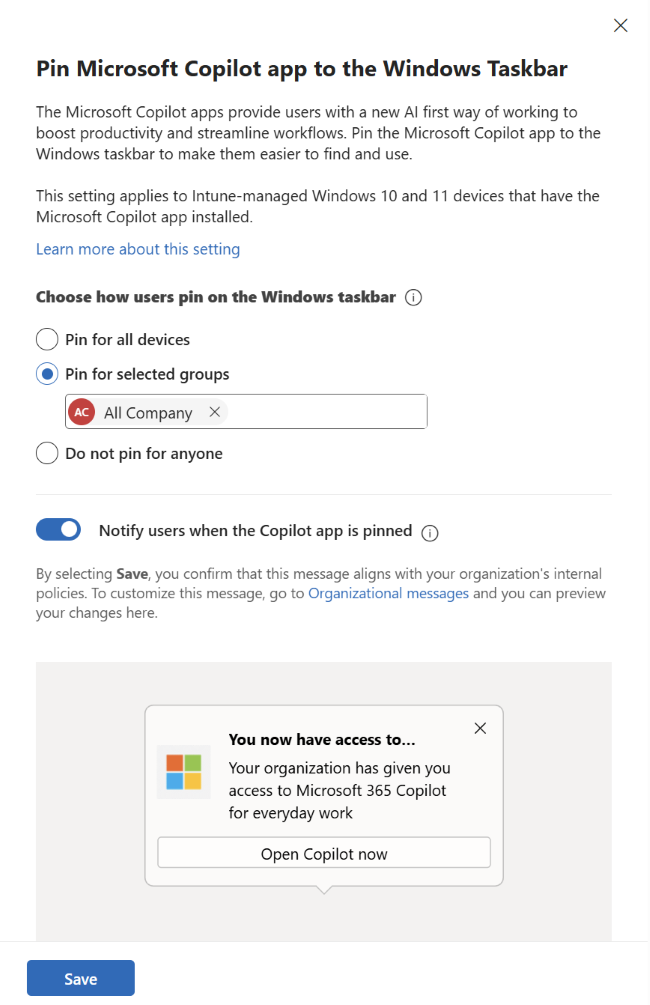 Pin Microsoft Copilot app to the Windows Taskbar
The Microsoft Copilot apps provide users with a new AI first way of working to
boost productivity and streamline workflows. Pin the Microsoft Copilot app to the
Windows taskbar to make them easier to find and use.
This setting applies to Intune-managed Windows 10 and 11 devices that have the
Microsoft Copilot app installed.
Learn more about this setting
Choose how users pin on the Windows taskbar
Pin for all devices
Pin for selected groups
AC All Company
Do not pin for anyone
Notify users when the Copilot app is pinned
By selecting Save, you confirm that this message aligns with your organization's internal
policies. To customize this message, go to Organizational messages and you can preview
your changes here.
You now have access to...
Your organization has given you
access to Microsoft 365 Copilot
for everyday work
Open Copilot now
Save